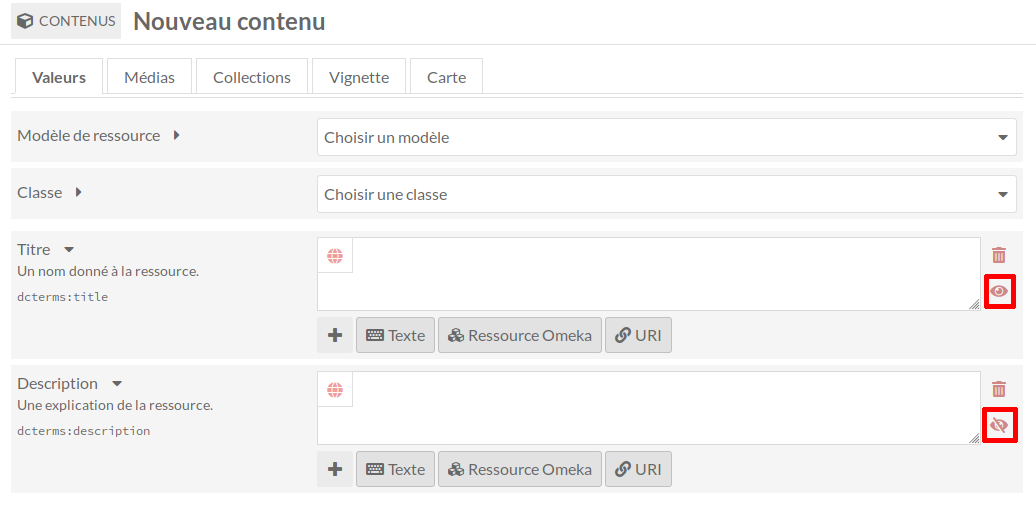 CONTENUS Nouveau contenu
Valeurs Médias Collections Vignette Carte
Modèle de ressource Choisir un modèle
Classe Choisir une classe
Titre
Un nom donné à la ressource.
dcterms:title
Texte Ressource Omeka URI
Description
Une explication de la ressource.
dcterms:description
Texte Ressource Omeka URI